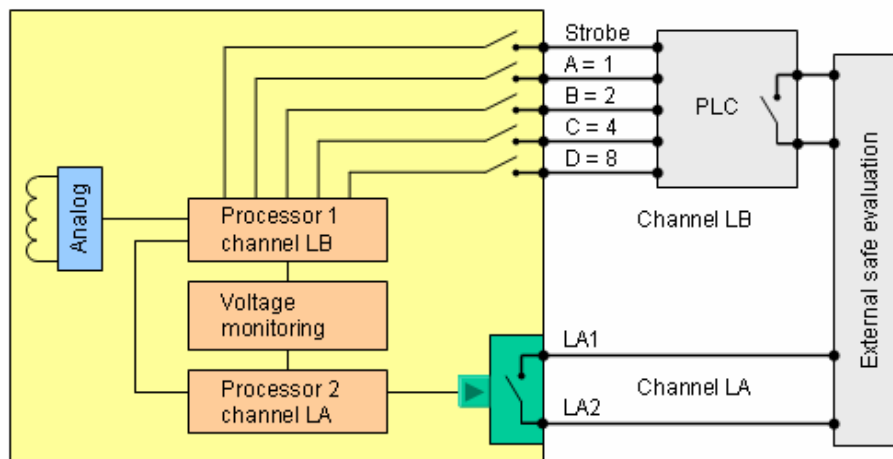 Strobe
A = 1
B = 2
C = 4
D = 8
PLC
Analog
Processor 1
channel LB
Channel LB
Voltage
monitoring
Processor 2
channel LA
LA1
Channel LA
LA2
External safe evaluation